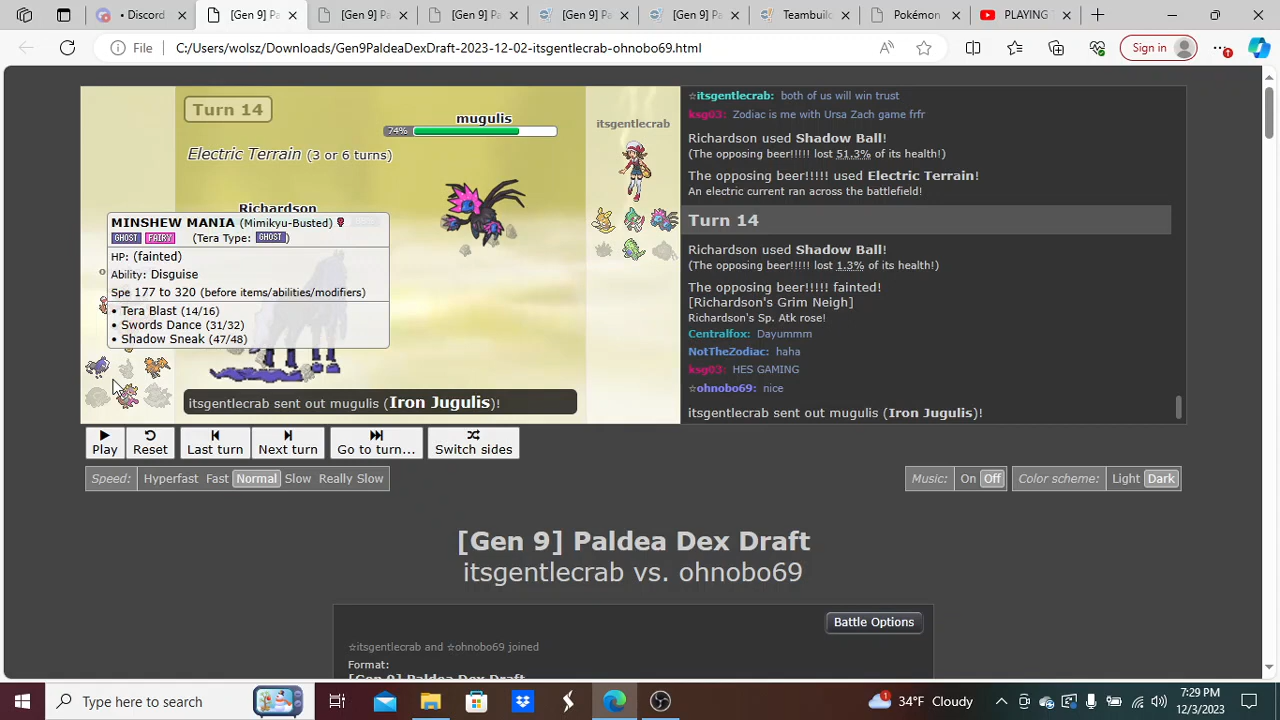 • Discord
[Gen 9] Pa
[Gen 9] Pa
[Gen 9] Pa
[Gen 9] Pa
[Gen 9] Pa
Teambuil
Pokémon
PLAYING
File
C:/Users/wolsz/Downloads/Gen9PaldeaDexDraft-2023-12-02-itsgentlecrab-ohnobo69.html
Sign in
Turn 14
mugulis
74%
Electric Terrain (3 or 6 turns)
Richardson
itsgentlecrab
MINSHEW MANIA (Mimikyu-Busted)
GHOST FAIRY (Tera Type: GHOST)
HP: (fainted)
Ability: Disguise
Spe 177 to 320 (before items/abilities/modifiers)
• Tera Blast (14/16)
• Swords Dance (31/32)
• Shadow Sneak (47/48)
itsgentlecrab sent out mugulis (Iron Jugulis)!
☆itsgentlecrab: both of us will win trust
ksg03: Zodiac is me with Ursa Zach game frfr
Richardson used Shadow Ball!
(The opposing beer!!!!! lost 51.3% of its health!)
The opposing beer!!!!! used Electric Terrain!
An electric current ran across the battlefield!
Turn 14
Richardson used Shadow Ball!
(The opposing beer!!!!! lost 1.3% of its health!)
The opposing beer!!!!! fainted!
[Richardson's Grim Neigh]
Richardson's Sp. Atk rose!
Centralfox: Dayummm
NotTheZodiac: haha
ksg03: HES GAMING
☆ohnobo69: nice
itsgentlecrab sent out mugulis (Iron Jugulis)!
Play
Reset
Last turn
Next turn
Go to turn...
Switch sides
Speed: Hyperfast Fast Normal Slow Really Slow
Music: On Off
Color scheme: Light Dark
[Gen 9] Paldea Dex Draft
itsgentlecrab vs. ohnobo69
Battle Options
☆itsgentlecrab and ☆ohnobo69 joined
Format:
[Gen 9] Paldea Dex Draft
Type here to search
1
34°F Cloudy
7:29 PM
12/3/2023